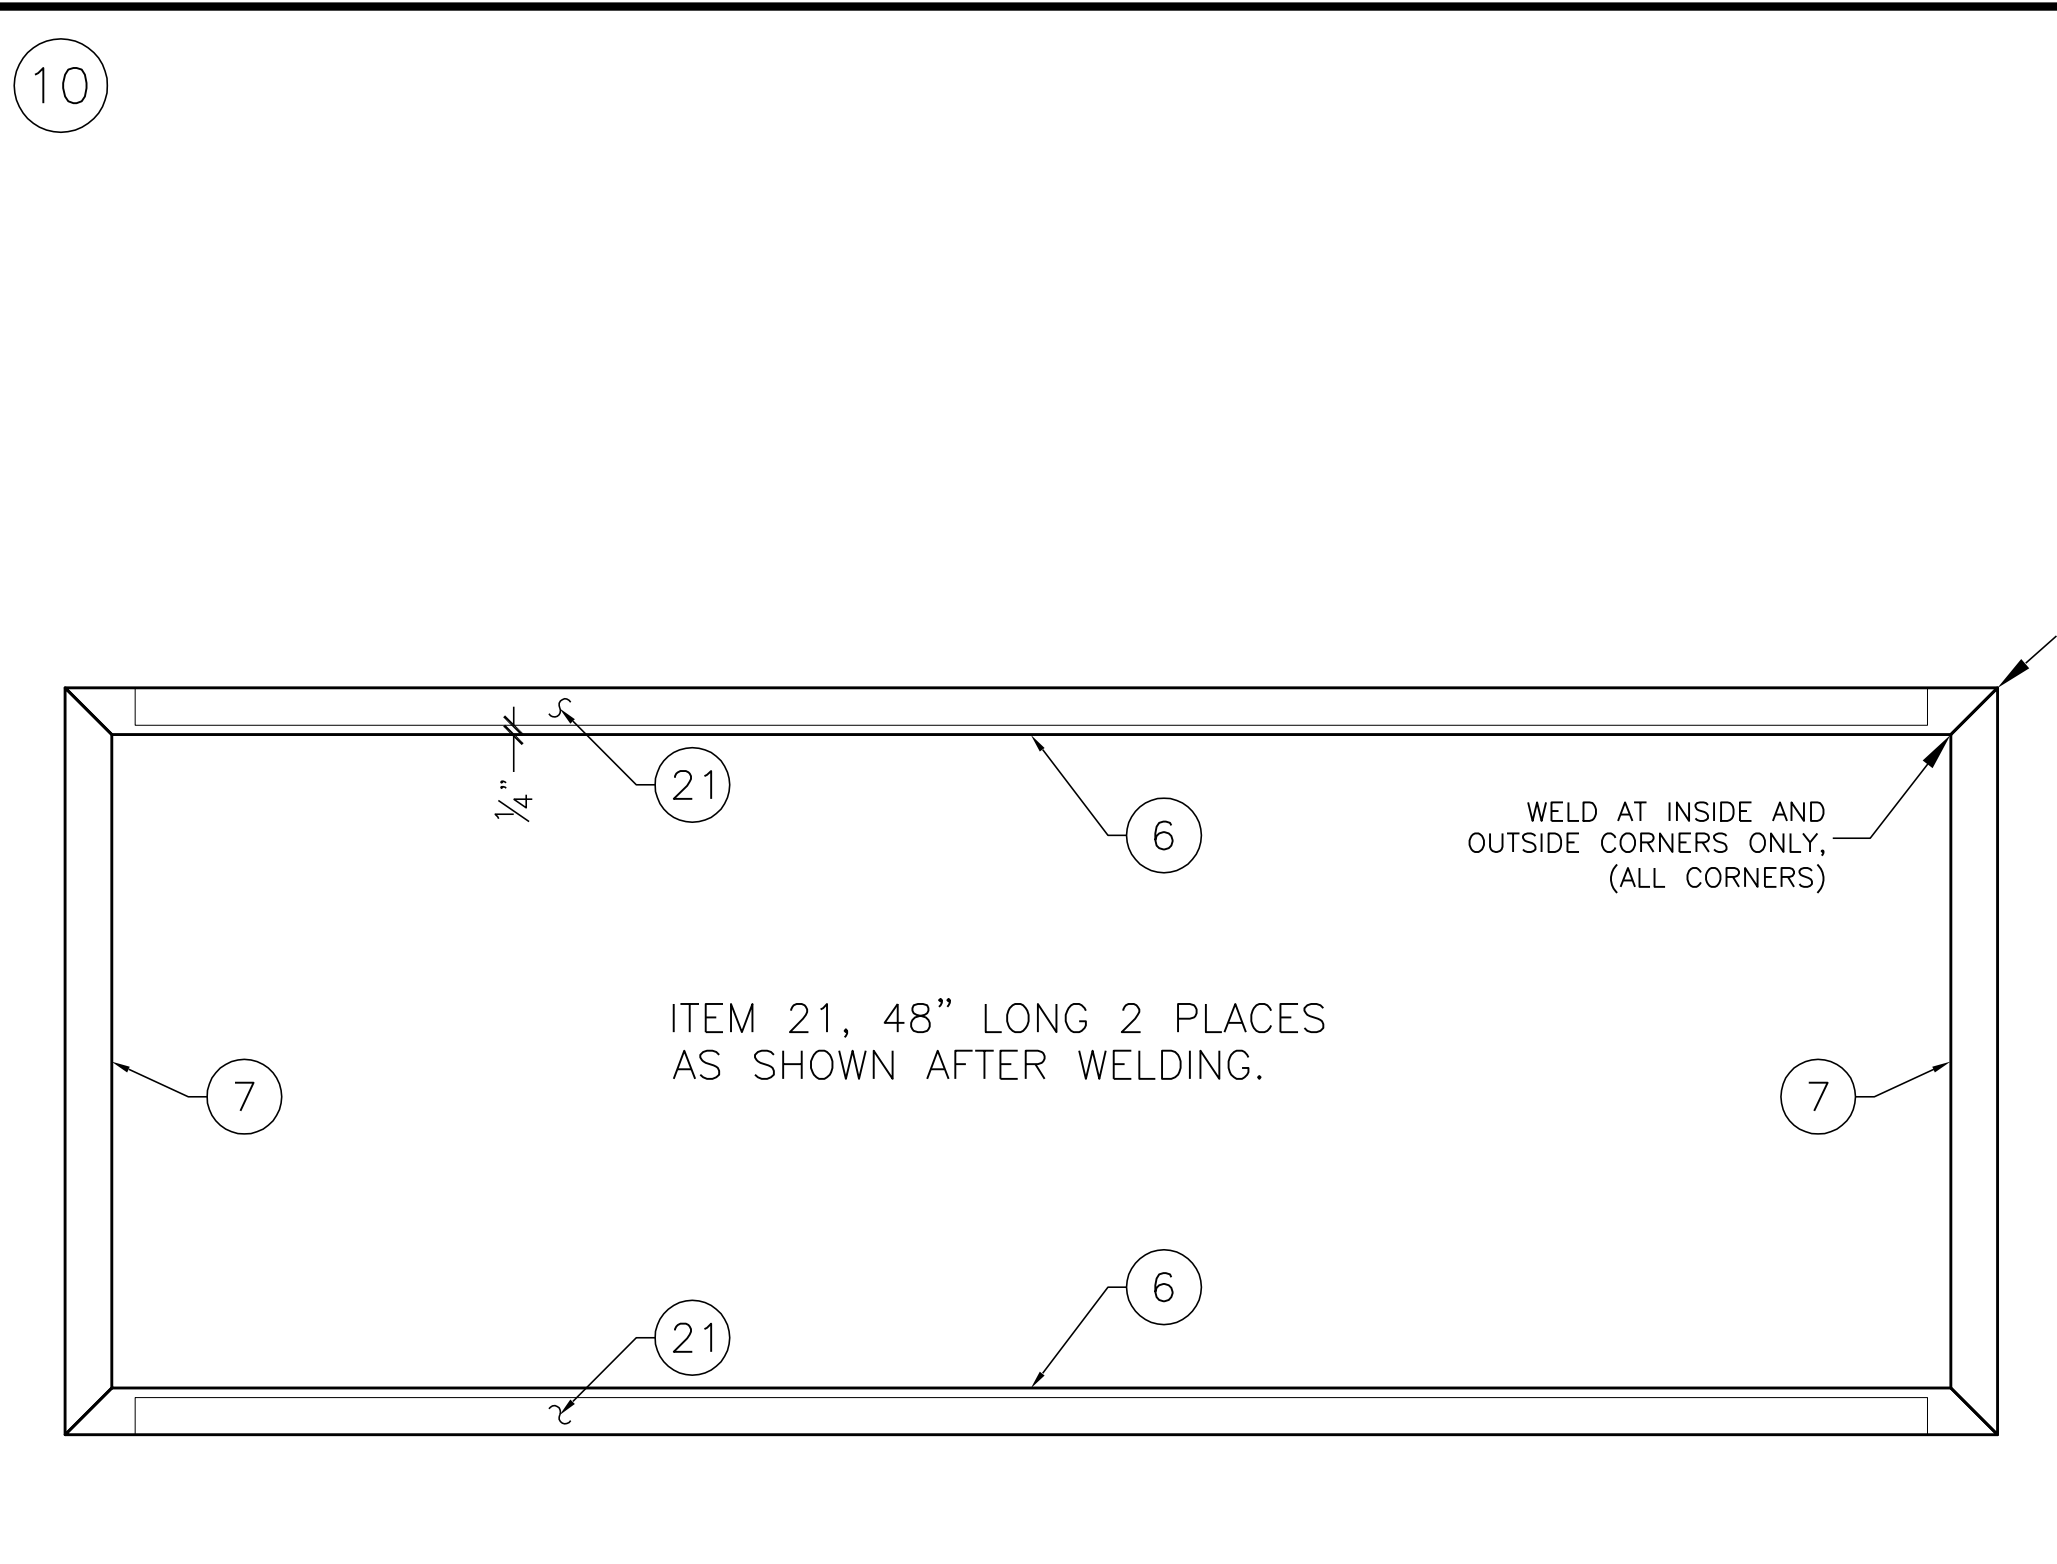 10
21
1/4”
6
WELD AT INSIDE AND
OUTSIDE CORNERS ONLY,
(ALL CORNERS)
ITEM 21, 48” LONG 2 PLACES
AS SHOWN AFTER WELDING.
7
7
6
21